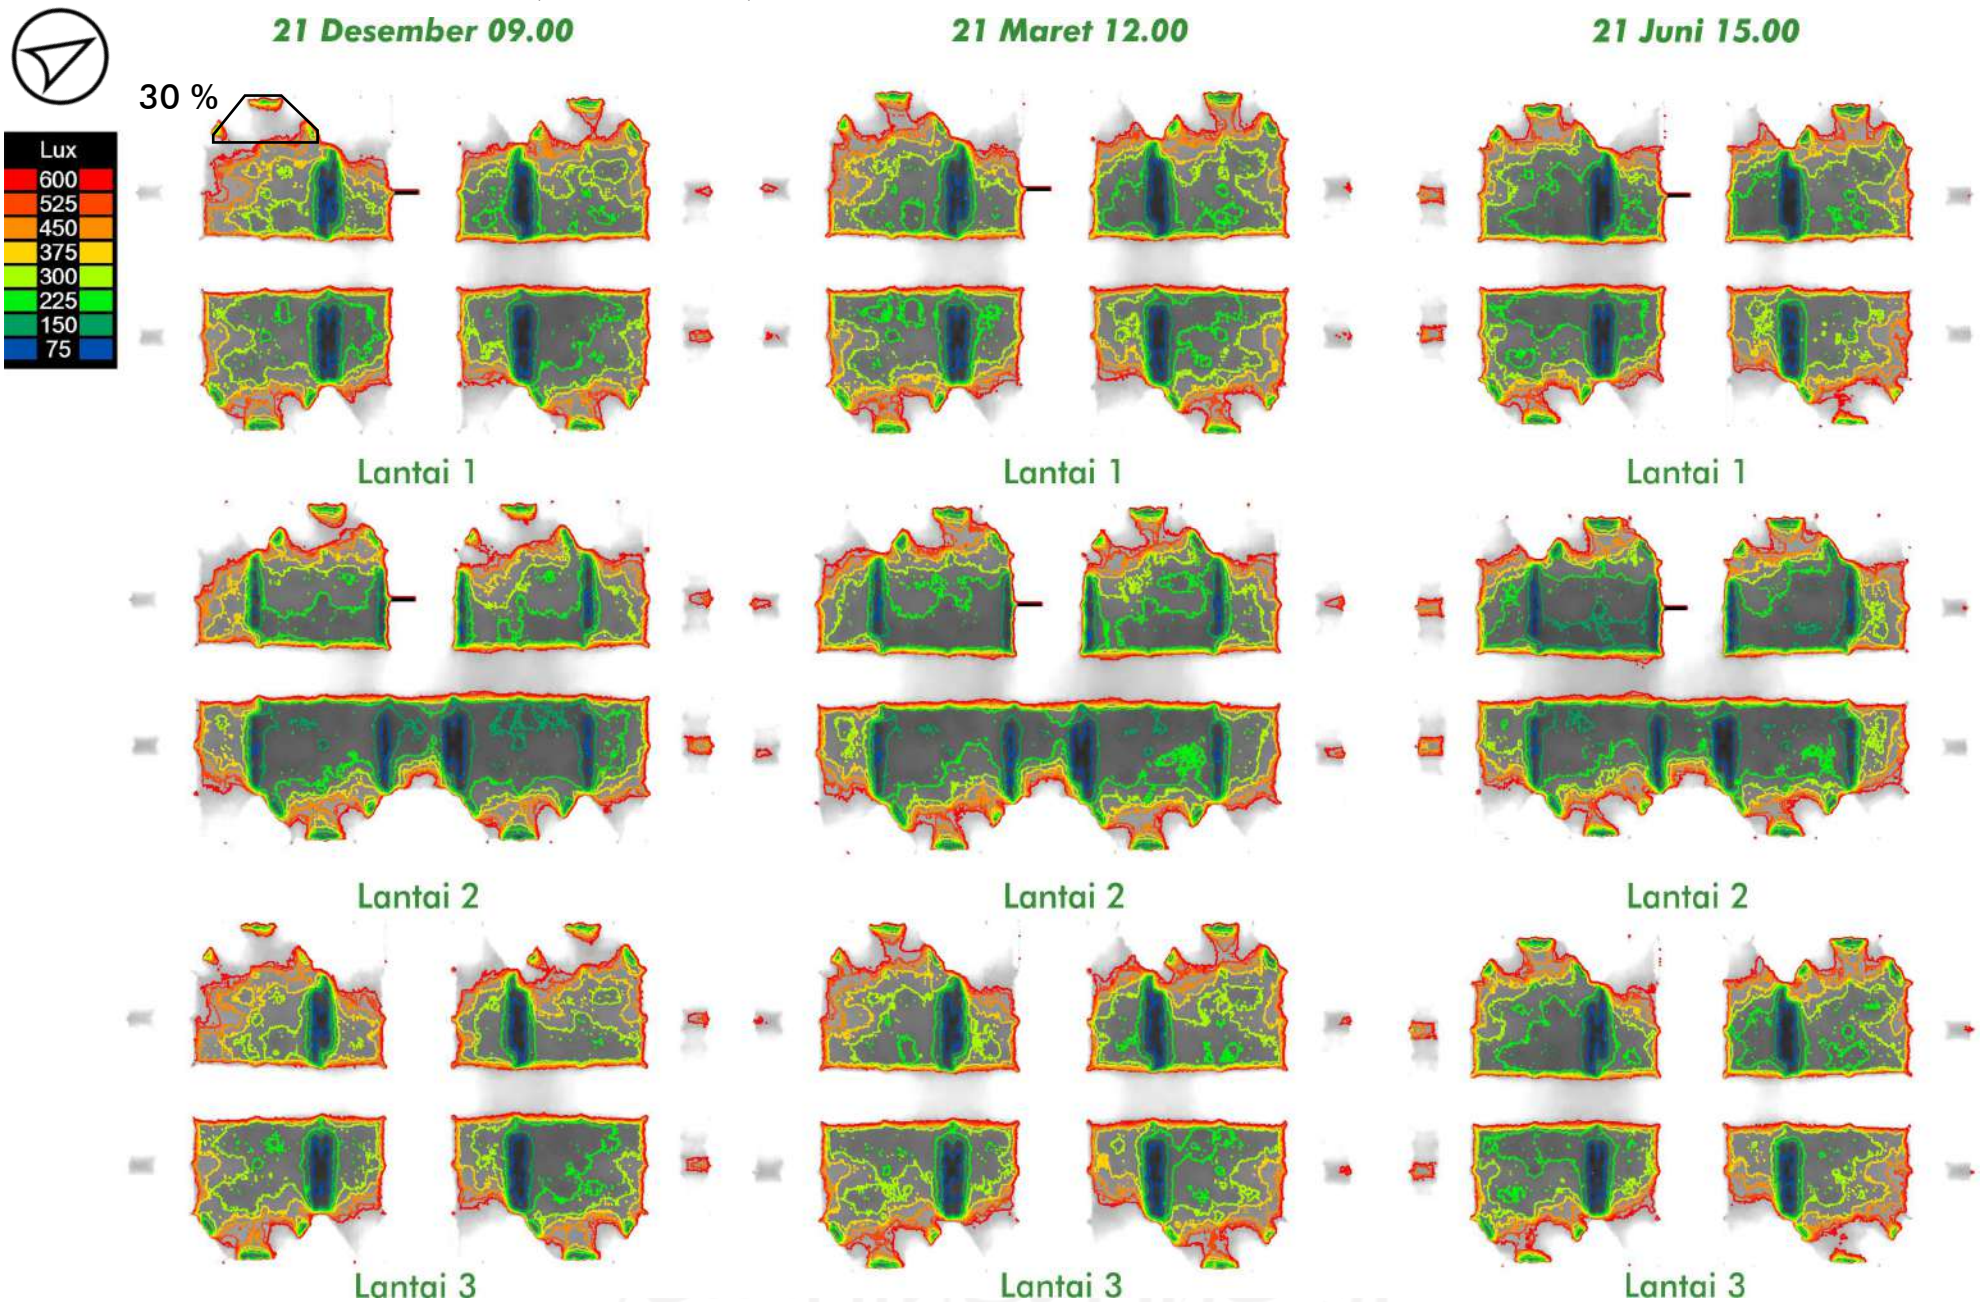 21 Desember 09.00
21 Maret 12.00
21 Juni 15.00
30 %
Lux
600
525
450
375
300
225
150
75
Lantai 1
Lantai 1
Lantai 1
Lantai 2
Lantai 2
Lantai 2
Lantai 3
Lantai 3
Lantai 3